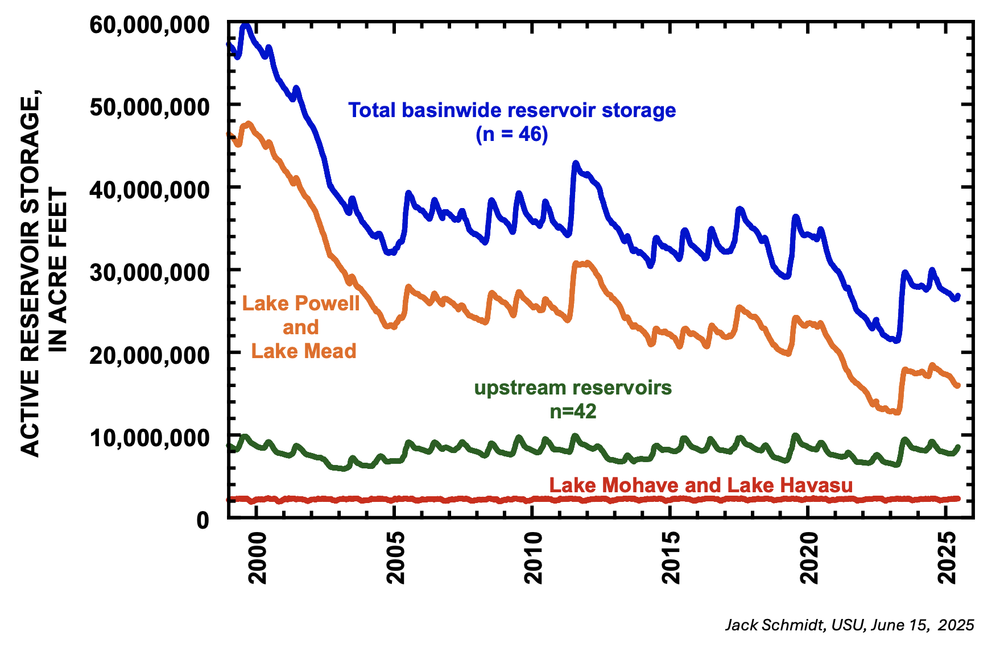 ACTIVE RESERVOIR STORAGE,
IN ACRE FEET
60,000,000
50,000,000
40,000,000
30,000,000
20,000,000
10,000,000
0
Total basinwide reservoir storage
(n = 46)
Lake Powell
and
Lake Mead
upstream reservoirs
n=42
Lake Mohave and Lake Havasu
2000
2005
2010
2015
2020
2025
Jack Schmidt, USU, June 15, 2025